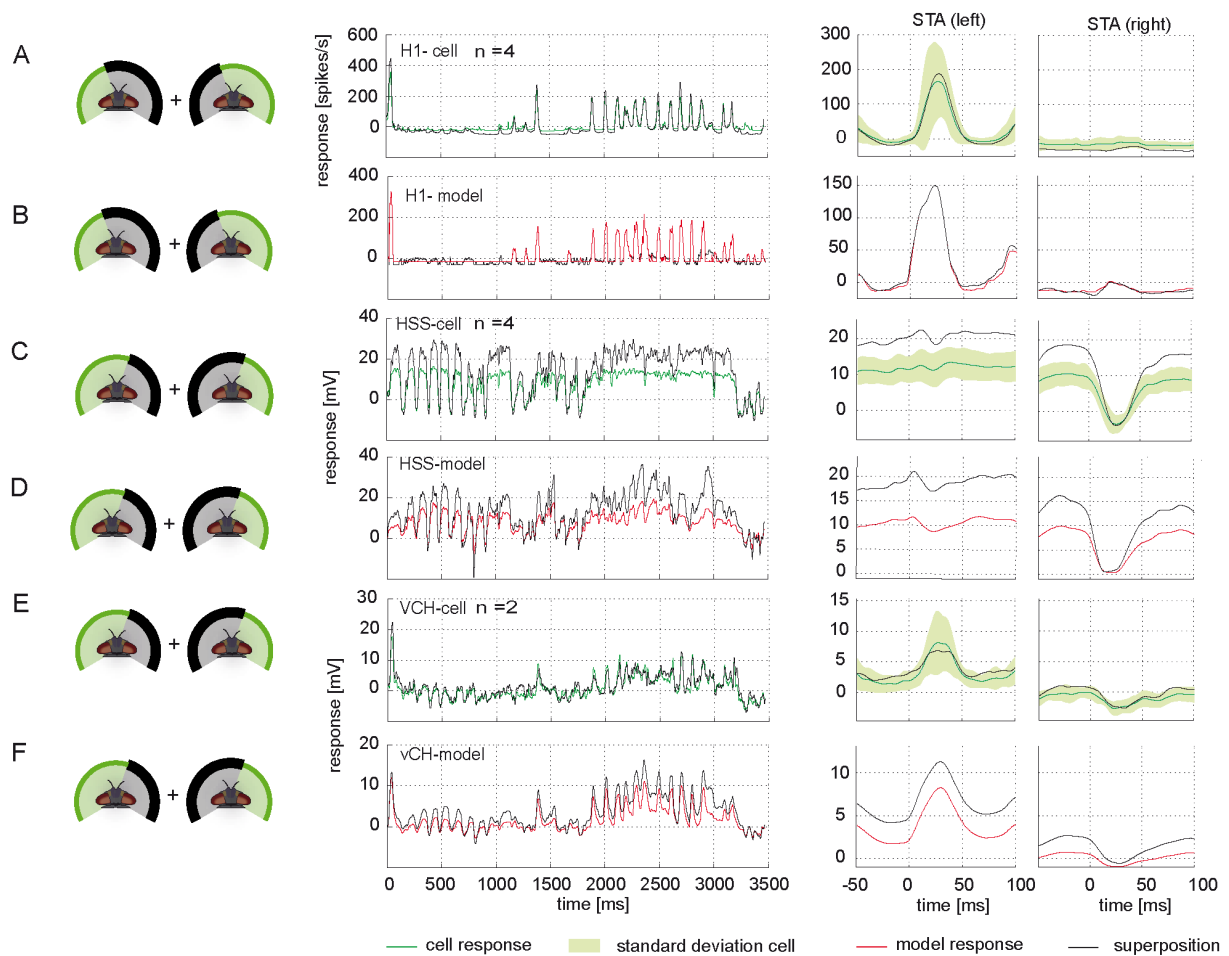 STA (left)
STA (right)
A
+
response [spikes/s]
600
400
200
0
H1- cell n =4
300
200
100
0
B
+
400
200
0
H1- model
150
100
50
0
C
+
response [mV]
40
20
0
HSS-cell n =4
20
10
0
D
+
40
20
0
HSS-model
20
15
10
5
0
E
+
response [mV]
30
20
10
0
VCH-cell n =2
15
10
5
0
F
+
20
10
0
vCH-model
10
5
0
0 500 1000 1500 2000 2500 3000 3500
time [ms]
-50 0 50 100
time [ms]
0 50 100
time [ms]
cell response
standard deviation cell
model response
superposition